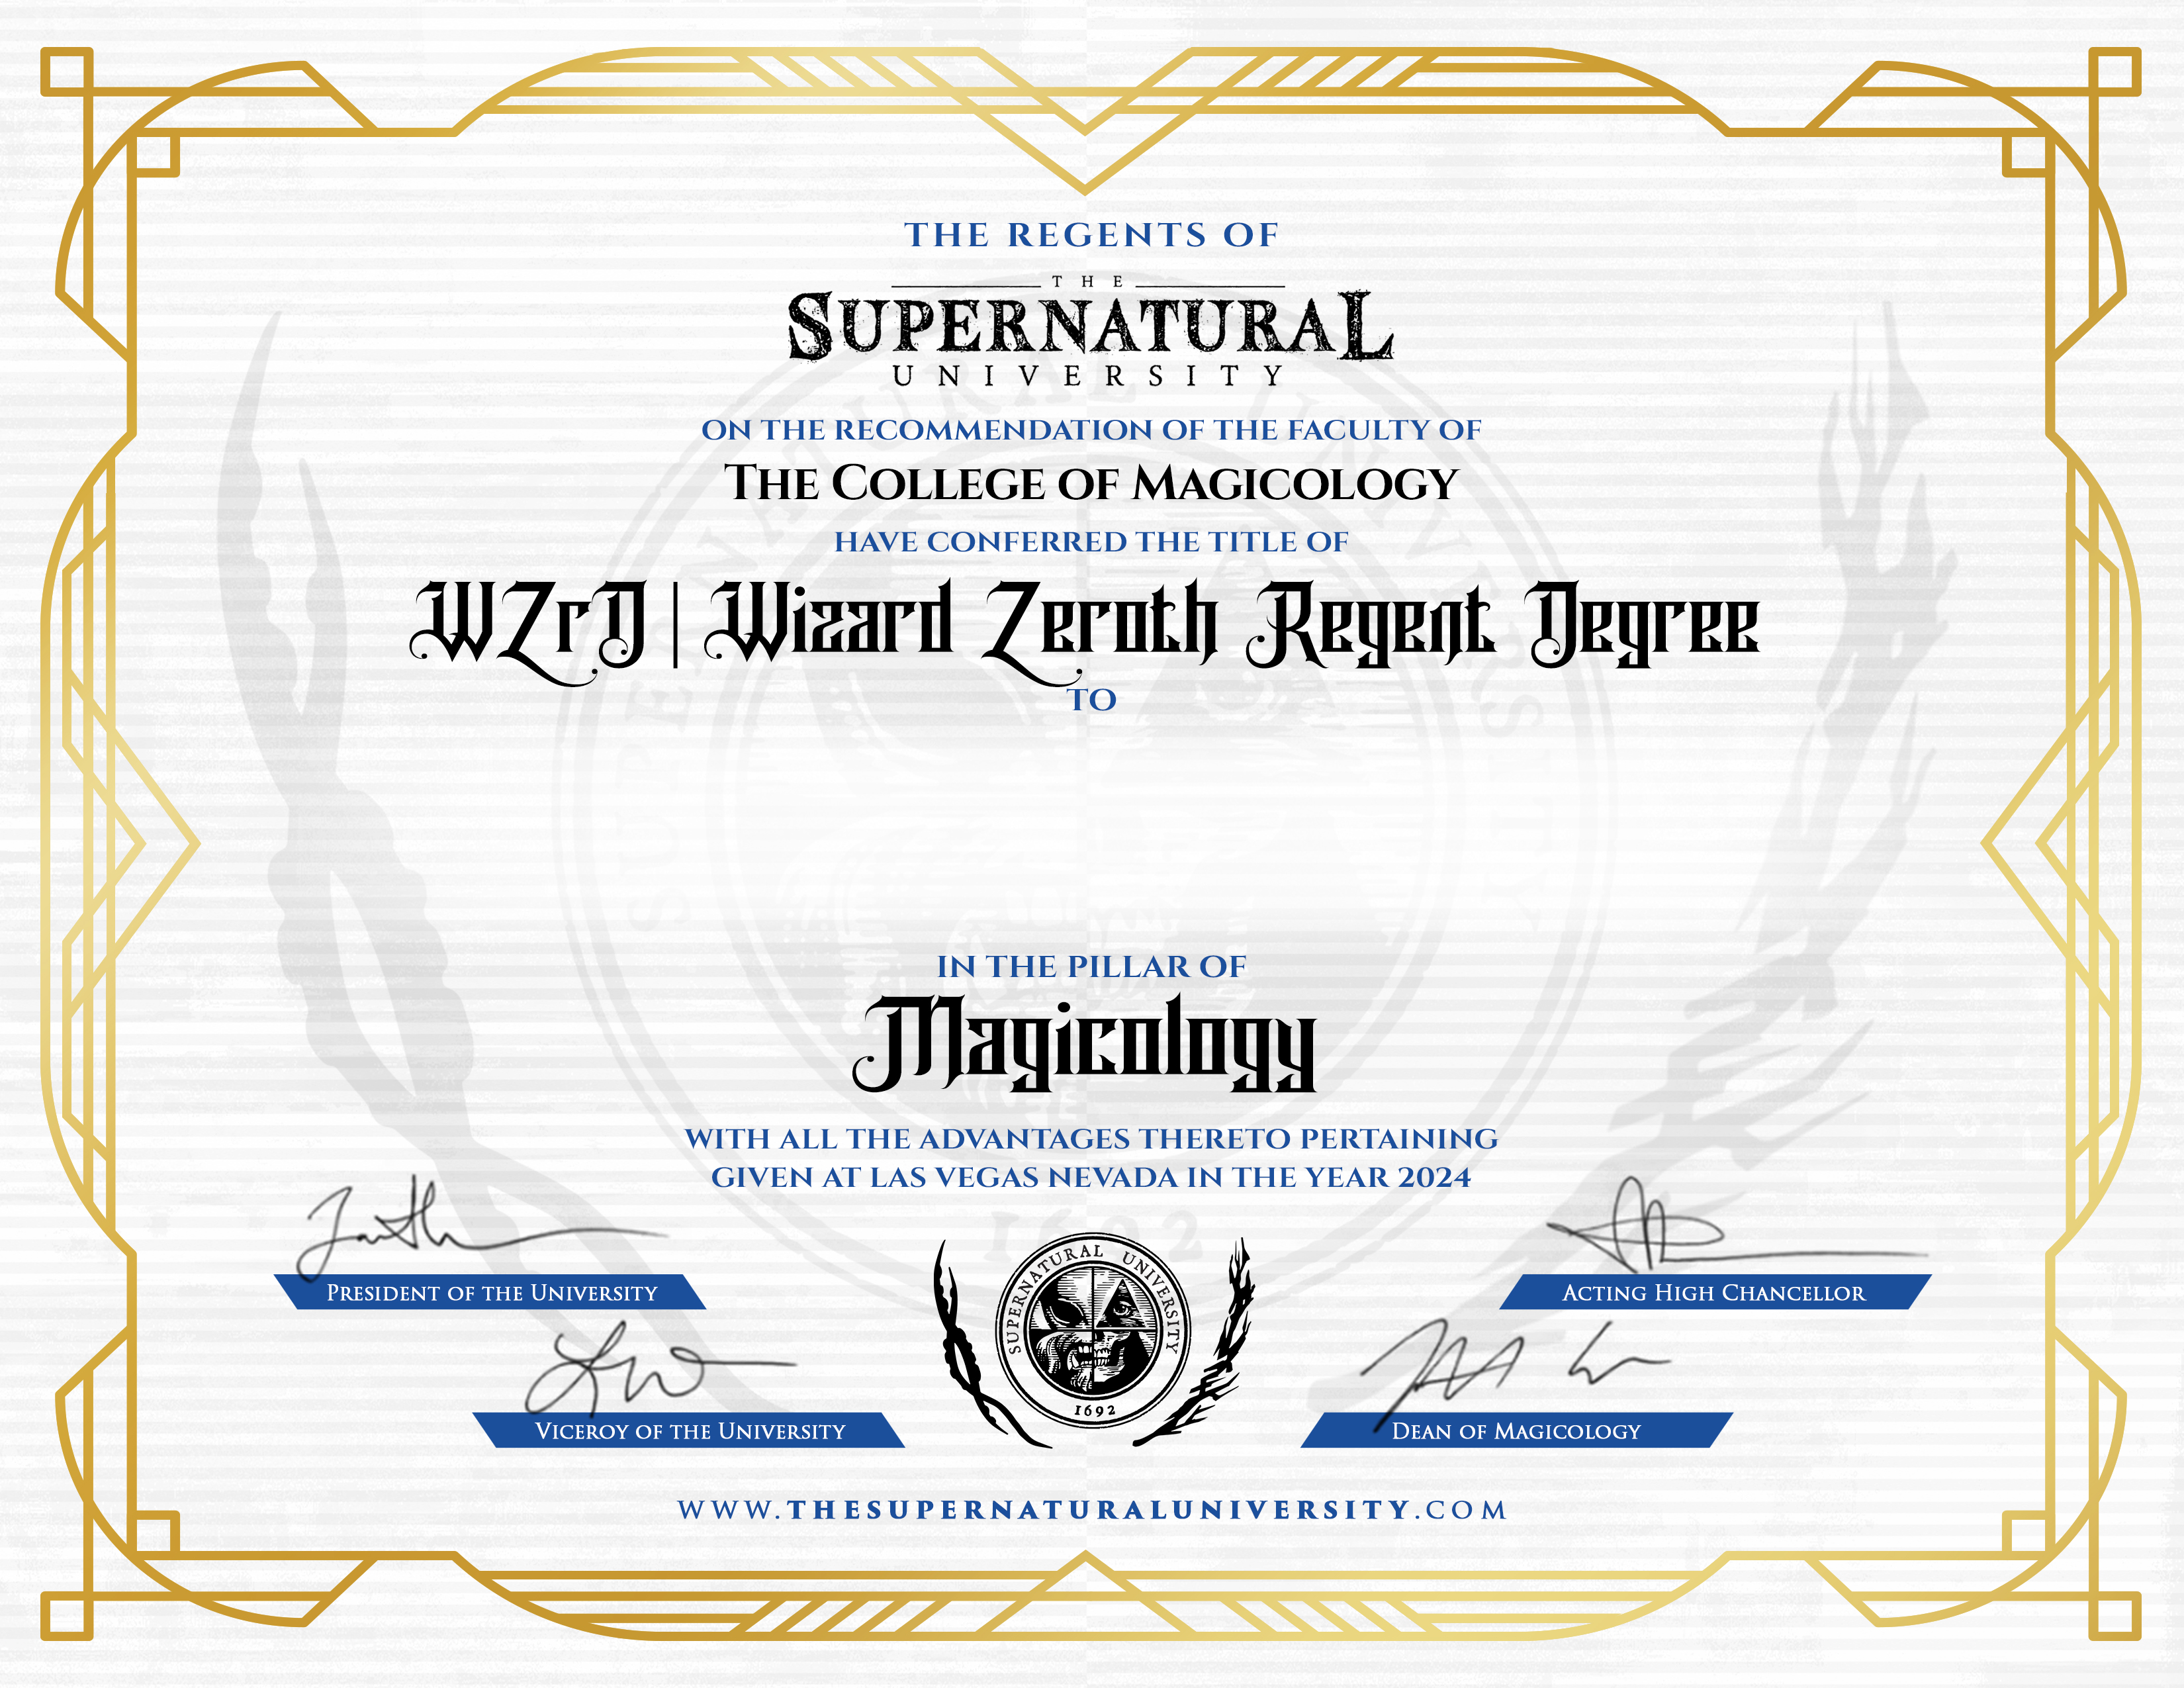 THE REGENTS OF
THE
SUPERNATURAL
UNIVERSITY
ON THE RECOMMENDATION OF THE FACULTY OF
THE COLLEGE OF MAGICOLOGY
HAVE CONFERRED THE TITLE OF
WZrD | Wizard Zeroth Regent Degree
TO
IN THE PILLAR OF
Magicology
WITH ALL THE ADVANTAGES THERETO PERTAINING
GIVEN AT LAS VEGAS NEVADA IN THE YEAR 2024
PRESIDENT OF THE UNIVERSITY
ACTING HIGH CHANCELLOR
SUPERNATURAL UNIVERSITY
1692
VICEROY OF THE UNIVERSITY
DEAN OF MAGICOLOGY
WWW.THESUPERNATURALUNIVERSITY.COM
SUPERNATURAL UNIVERSITY
1692